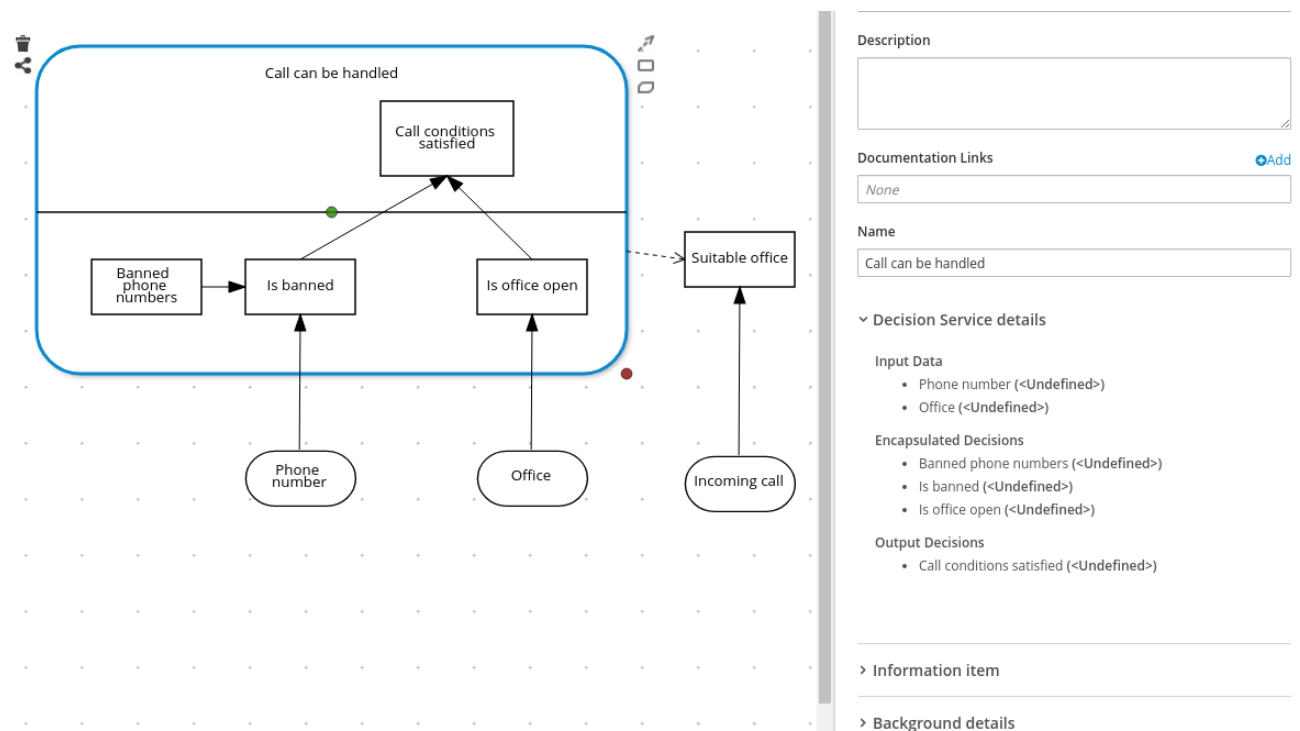 Call can be handled
Call conditions
satisfied
Banned
phone
numbers
Is banned
Is office open
Suitable office
Phone
number
Office
Incoming call
Description
Documentation Links
Add
None
Name
Call can be handled
Decision Service details
Input Data
Phone number (<Undefined>)
Office (<Undefined>)
Encapsulated Decisions
Banned phone numbers (<Undefined>)
Is banned (<Undefined>)
Is office open (<Undefined>)
Output Decisions
Call conditions satisfied (<Undefined>)
Information item
Background details